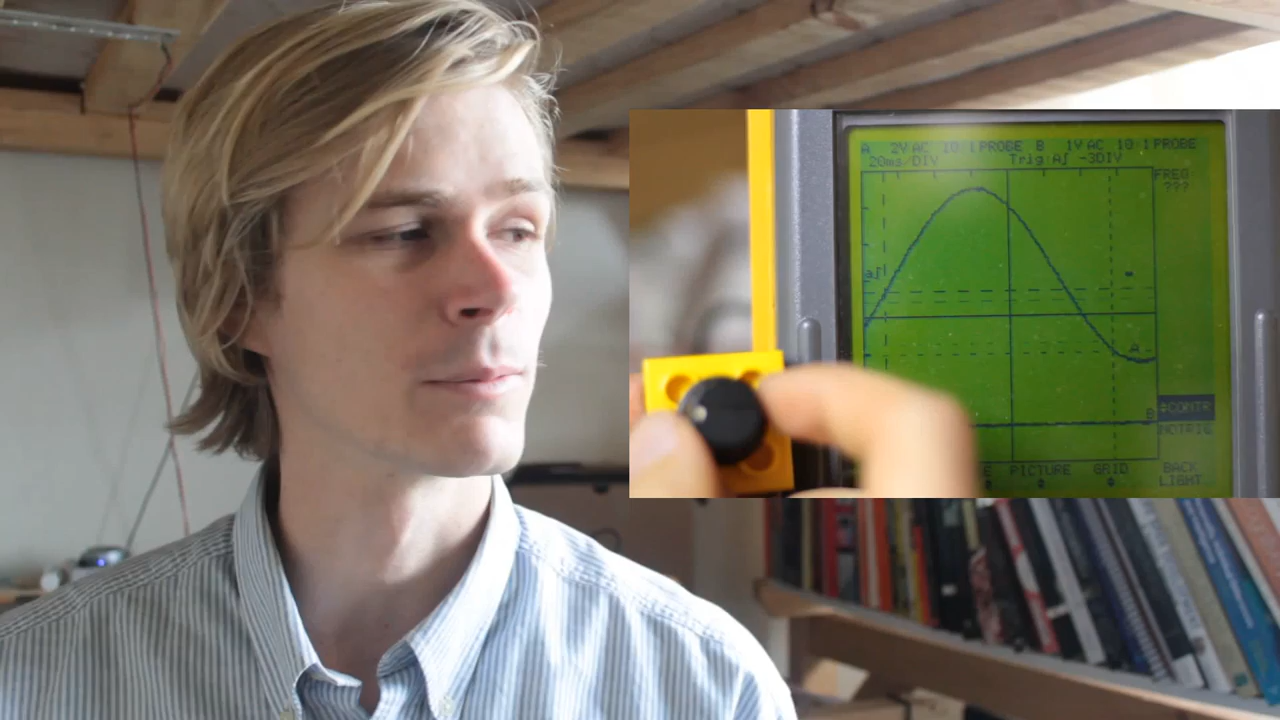 A 2V AC 10:1 PROBE B 1V AC 10:1 PROBE
20ms/DIV Trig:A∫ -3DIV
FREQ:
???
a∫
A
B
⇕CONTR
E PICTURE GRID BACK
LIGHT